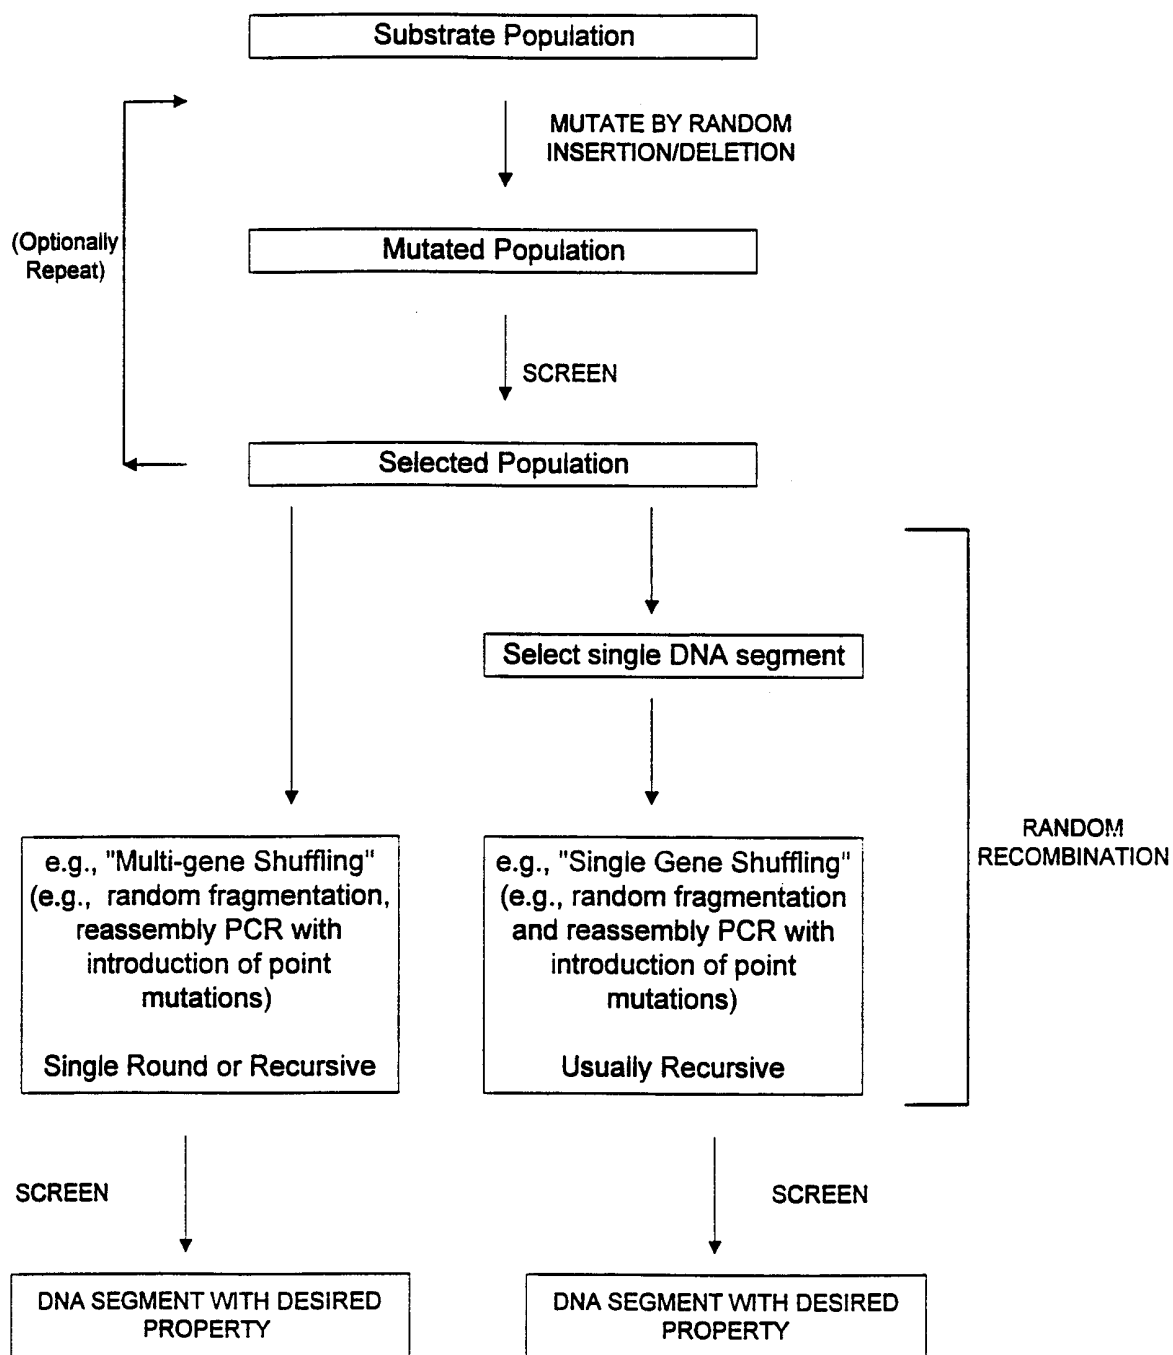 Substrate Population
MUTATE BY RANDOM
INSERTION/DELETION
(Optionally
Repeat)
Mutated Population
SCREEN
Selected Population
Select single DNA segment
e.g., "Multi-gene Shuffling"
(e.g., random fragmentation,
reassembly PCR with
introduction of point
mutations)
Single Round or Recursive
e.g., "Single Gene Shuffling"
(e.g., random fragmentation
and reassembly PCR with
introduction of point
mutations)
Usually Recursive
RANDOM
RECOMBINATION
SCREEN
SCREEN
DNA SEGMENT WITH DESIRED
PROPERTY
DNA SEGMENT WITH DESIRED
PROPERTY